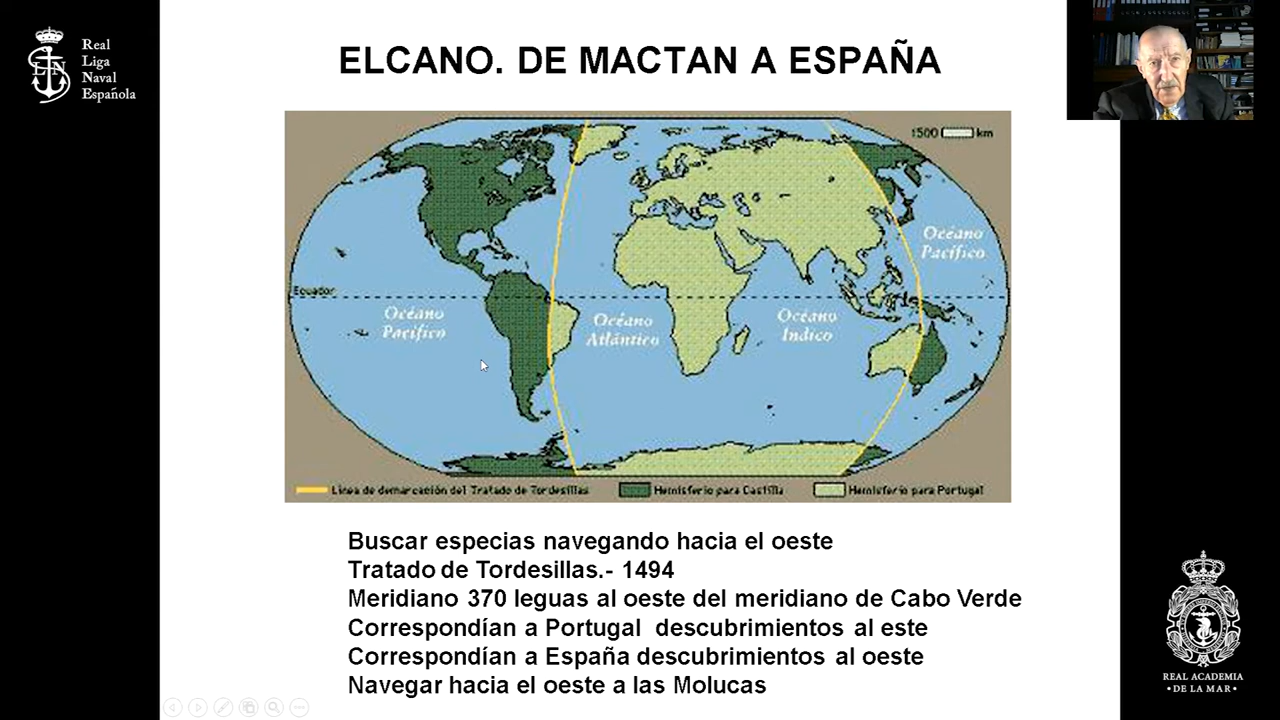 Real
Liga
Naval
Española
ELCANO. DE MACTAN A ESPAÑA
1500 km
Océano
Pacífico
Ecuador
Océano
Pacífico
Océano
Atlántico
Océano
Indico
Línea de demarcación del Tratado de Tordesillas
Hemisferio para Castilla
Hemisferio para Portugal
Buscar especias navegando hacia el oeste
Tratado de Tordesillas.- 1494
Meridiano 370 leguas al oeste del meridiano de Cabo Verde
Correspondían a Portugal descubrimientos al este
Correspondían a España descubrimientos al oeste
Navegar hacia el oeste a las Molucas
REAL ACADEMIA
• DE LA MAR •